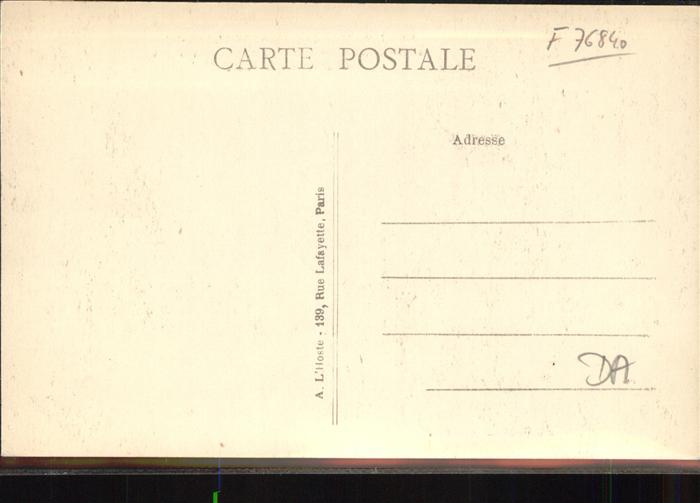 F 76840
CARTE POSTALE
Adresse
A. L'Hoste - 139, Rue Lafayette, Paris
DA